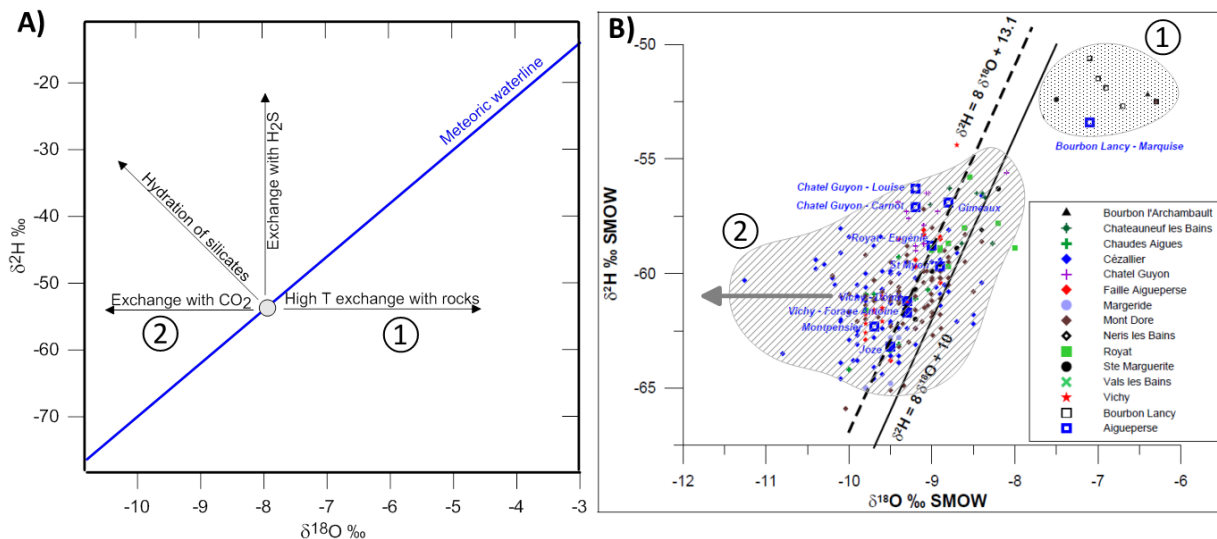 A)
δ²H ‰
-20
-30
-40
-50
-60
-70
-10
-9
-8
-7
-6
-5
-4
-3
δ¹⁸O ‰
Meteoric waterline
Exchange with H₂S
Hydration of silicates
Exchange with CO₂
High T exchange with rocks
2
1
B)
δ²H ‰ SMOW
-50
-55
-60
-65
-12
-11
-10
-9
-8
-7
-6
δ¹⁸O ‰ SMOW
δ²H = 8 δ¹⁸O + 13.1
δ²H = 8 δ¹⁸O + 10
1
2
Bourbon Lancy - Marquise
Chatel Guyon - Louise
Chatel Guyon - Carnot
Gimeaux
Royat - Eugénie
St Myon
Vichy - Forage Antoine
Montpensier
Joze
Bourbon l'Archambault
Chateauneuf les Bains
Chaudes Aigues
Cézallier
Chatel Guyon
Faille Aigueperse
Margeride
Mont Dore
Neris les Bains
Royat
Ste Marguerite
Vals les Bains
Vichy
Bourbon Lancy
Aigueperse